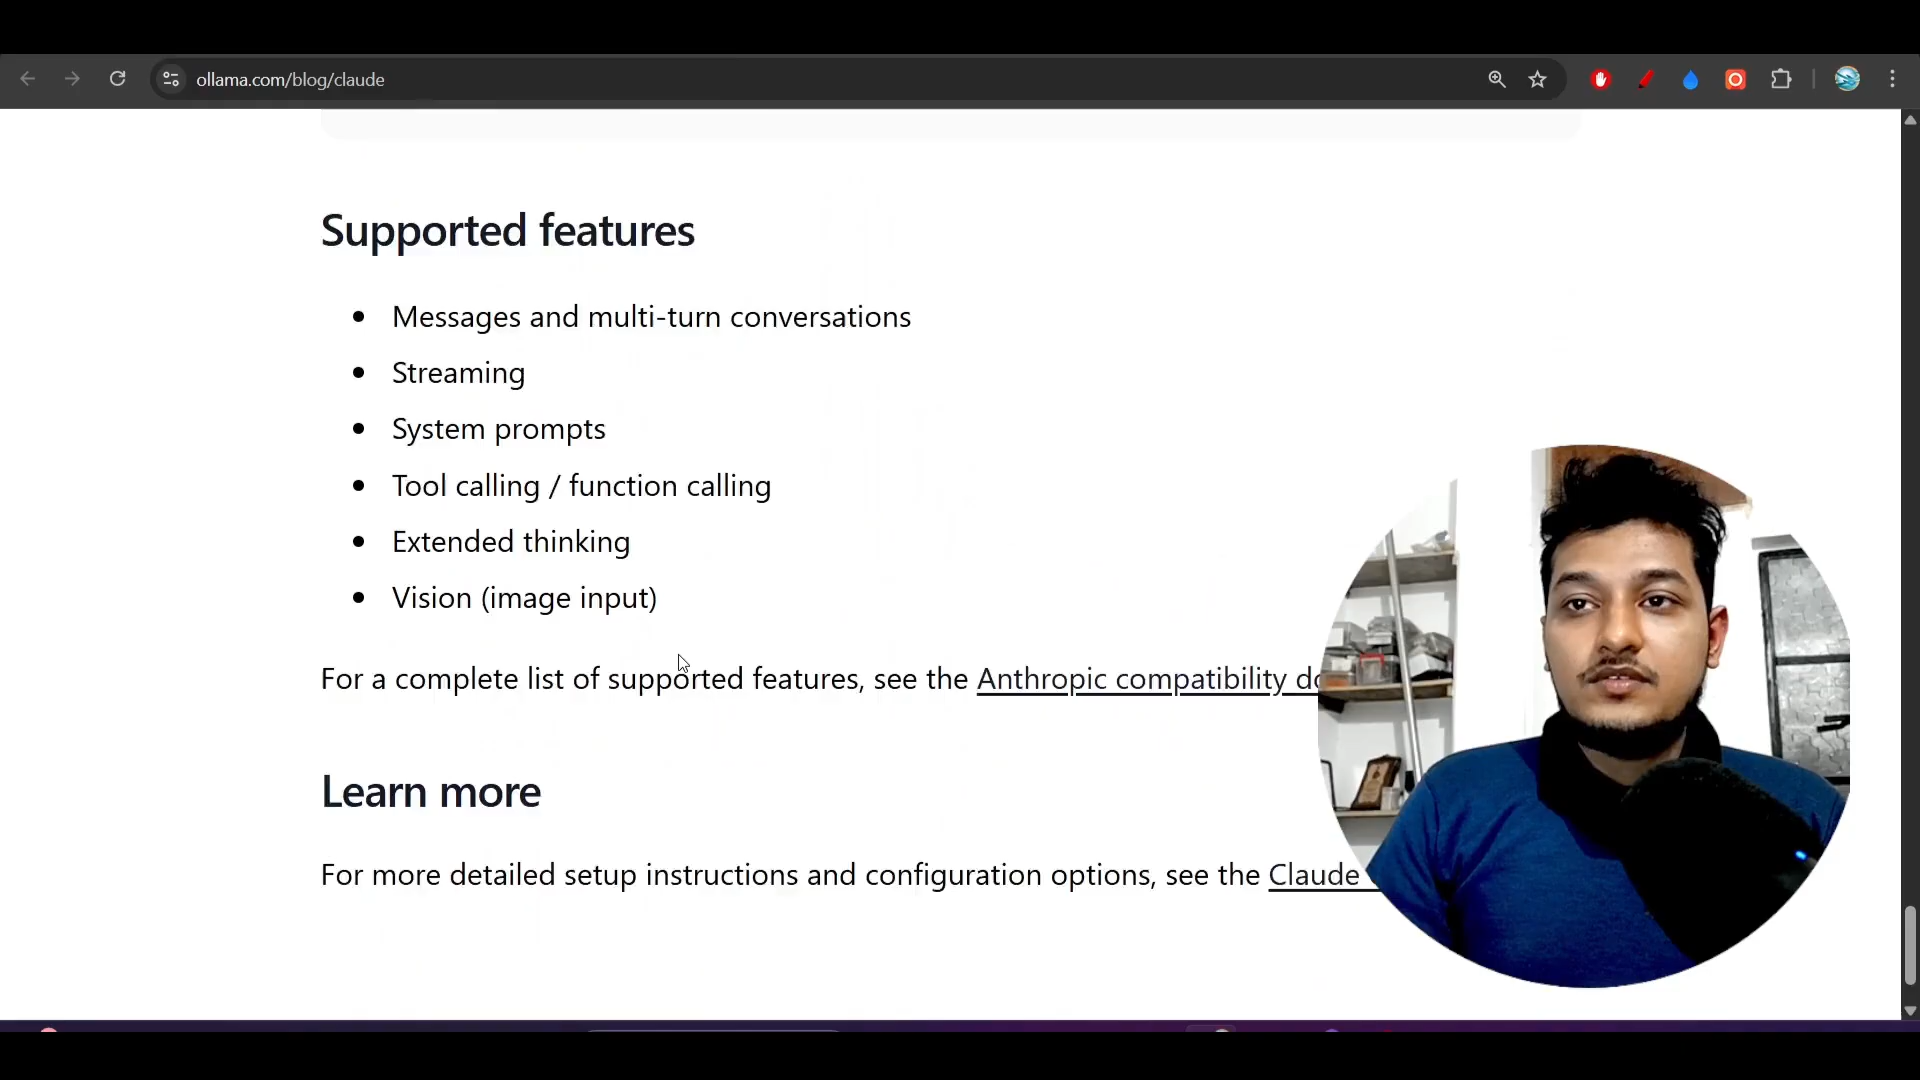 ollama.com/blog/claude
Supported features
Messages and multi-turn conversations
Streaming
System prompts
Tool calling / function calling
Extended thinking
Vision (image input)
For a complete list of supported features, see the Anthropic compatibility
Learn more
For more detailed setup instructions and configuration options, see the Claude